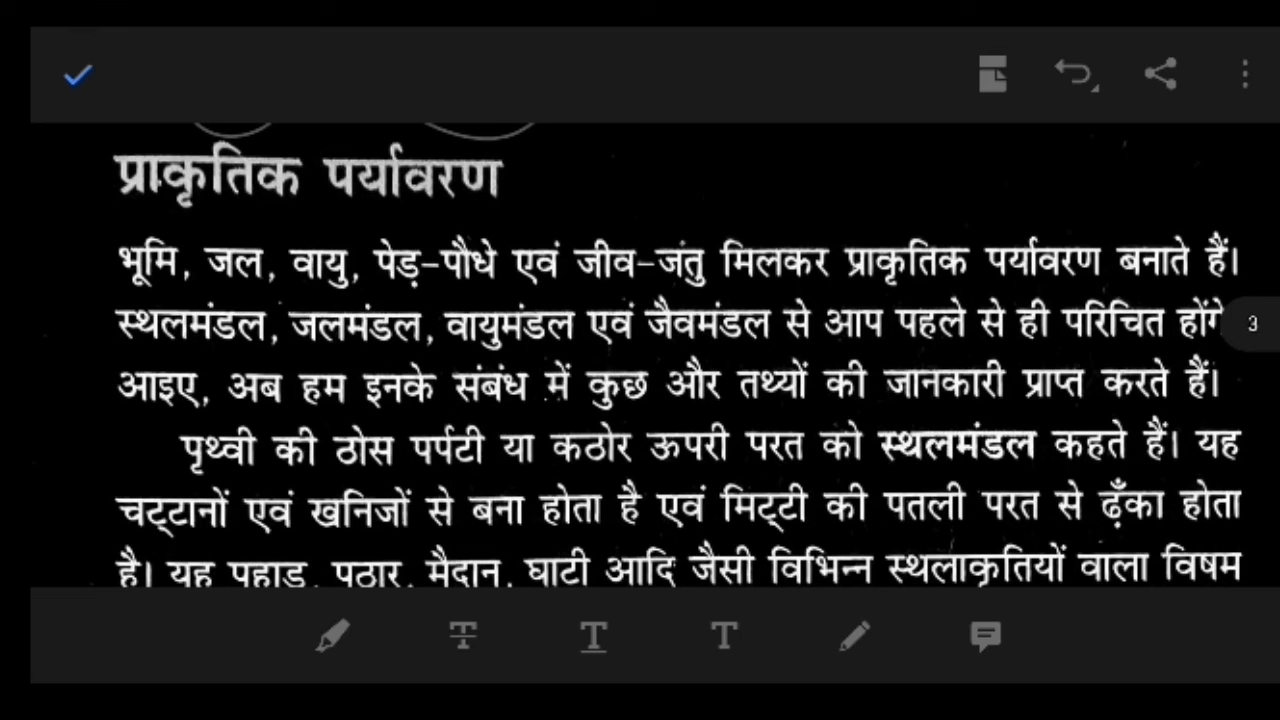 प्राकृतिक पर्यावरण
भूमि, जल, वायु, पेड़-पौधे एवं जीव-जंतु मिलकर प्राकृतिक पर्यावरण बनाते हैं।
स्थलमंडल, जलमंडल, वायुमंडल एवं जैवमंडल से आप पहले से ही परिचित होंगे
3
आइए, अब हम इनके संबंध में कुछ और तथ्यों की जानकारी प्राप्त करते हैं।
पृथ्वी की ठोस पर्पटी या कठोर ऊपरी परत को स्थलमंडल कहते हैं। यह
चट्टानों एवं खनिजों से बना होता है एवं मिट्टी की पतली परत से ढँका होता
है। यह पहाड़, पठार, मैदान, घाटी आदि जैसी विभिन्न स्थलाकृतियों वाला विषम